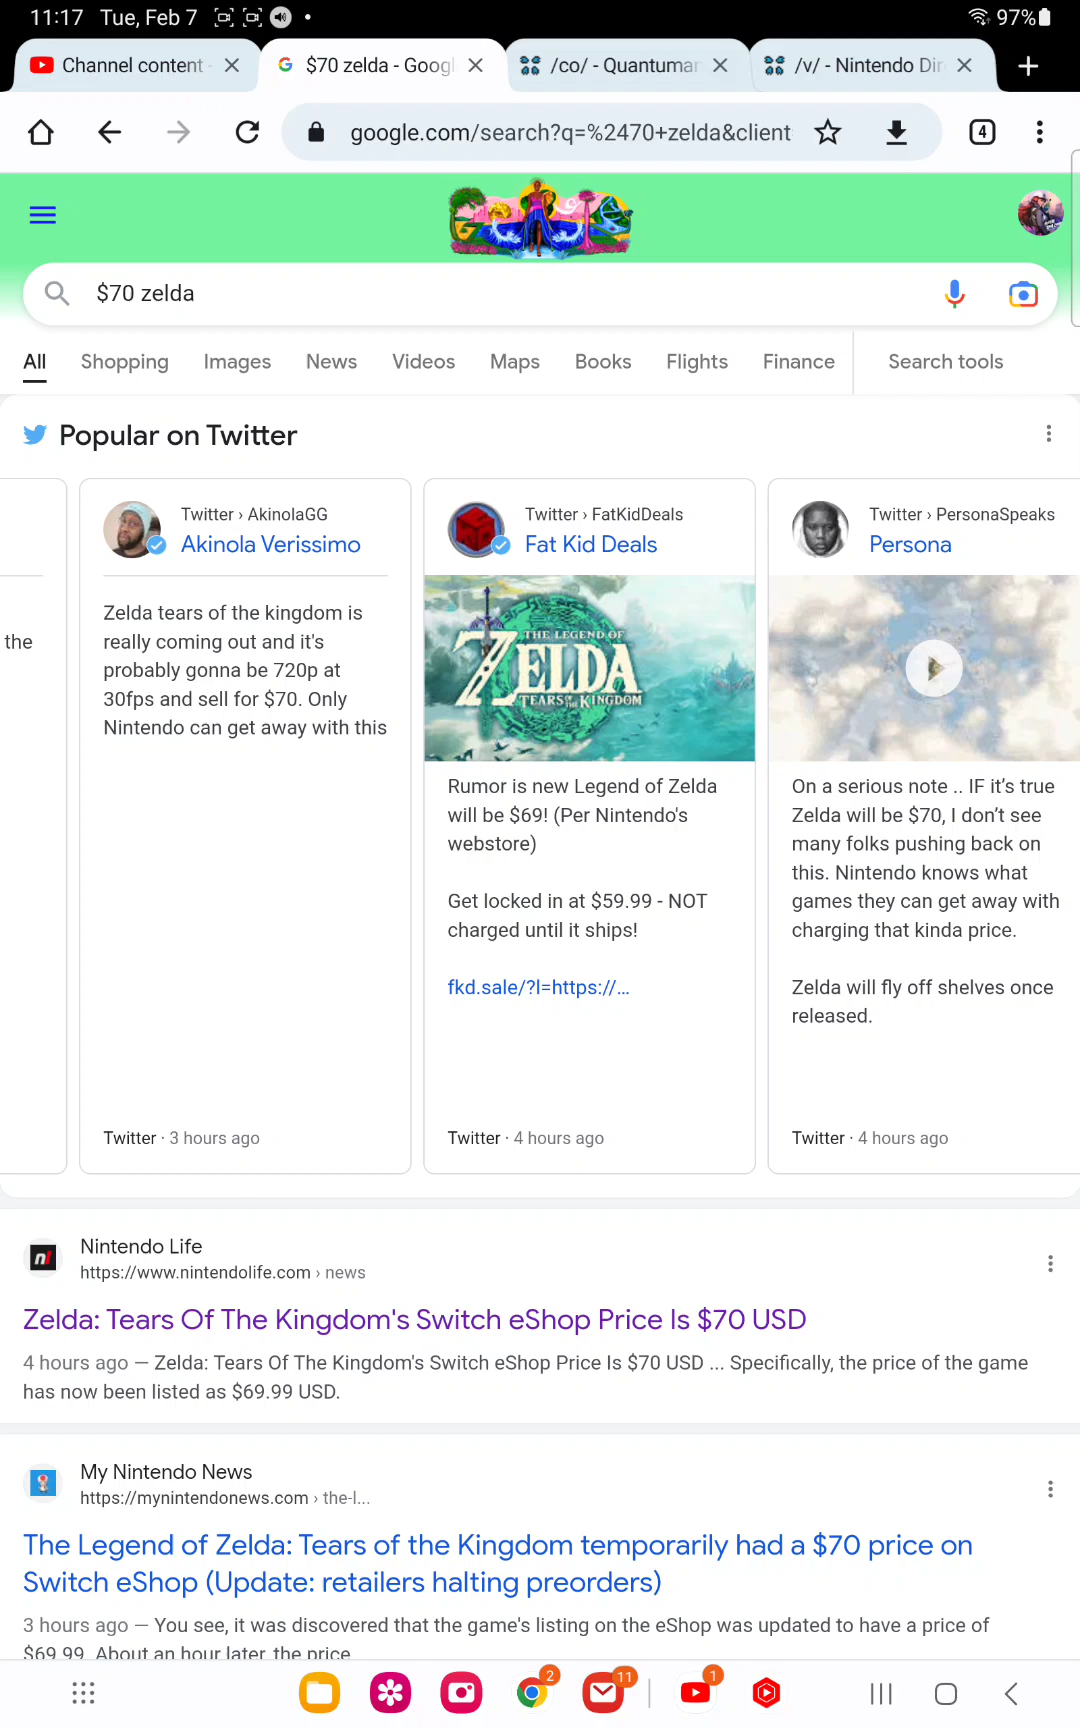 11:17 Tue, Feb 7
97%
Channel content -
$70 zelda - Googl
/co/ - Quantuman
/v/ - Nintendo Dir
google.com/search?q=%2470+zelda&client
4
$70 zelda
All Shopping Images News Videos Maps Books Flights Finance Search tools
Popular on Twitter
the
Twitter › AkinolaGG
Akinola Verissimo
Zelda tears of the kingdom is
really coming out and it's
probably gonna be 720p at
30fps and sell for $70. Only
Nintendo can get away with this
Twitter · 3 hours ago
Twitter › FatKidDeals
Fat Kid Deals
THE LEGEND OF
ZELDA
TEARS OF THE KINGDOM
Rumor is new Legend of Zelda
will be $69! (Per Nintendo's
webstore)
Get locked in at $59.99 - NOT
charged until it ships!
fkd.sale/?l=https://...
Twitter · 4 hours ago
Twitter › PersonaSpeaks
Persona
On a serious note .. IF it’s true
Zelda will be $70, I don’t see
many folks pushing back on
this. Nintendo knows what
games they can get away with
charging that kinda price.
Zelda will fly off shelves once
released.
Twitter · 4 hours ago
Nintendo Life
https://www.nintendolife.com › news
Zelda: Tears Of The Kingdom's Switch eShop Price Is $70 USD
4 hours ago — Zelda: Tears Of The Kingdom's Switch eShop Price Is $70 USD ... Specifically, the price of the game
has now been listed as $69.99 USD.
My Nintendo News
https://mynintendonews.com › the-l...
The Legend of Zelda: Tears of the Kingdom temporarily had a $70 price on
Switch eShop (Update: retailers halting preorders)
3 hours ago — You see, it was discovered that the game's listing on the eShop was updated to have a price of
$69.99. About an hour later, the price
2
11
1